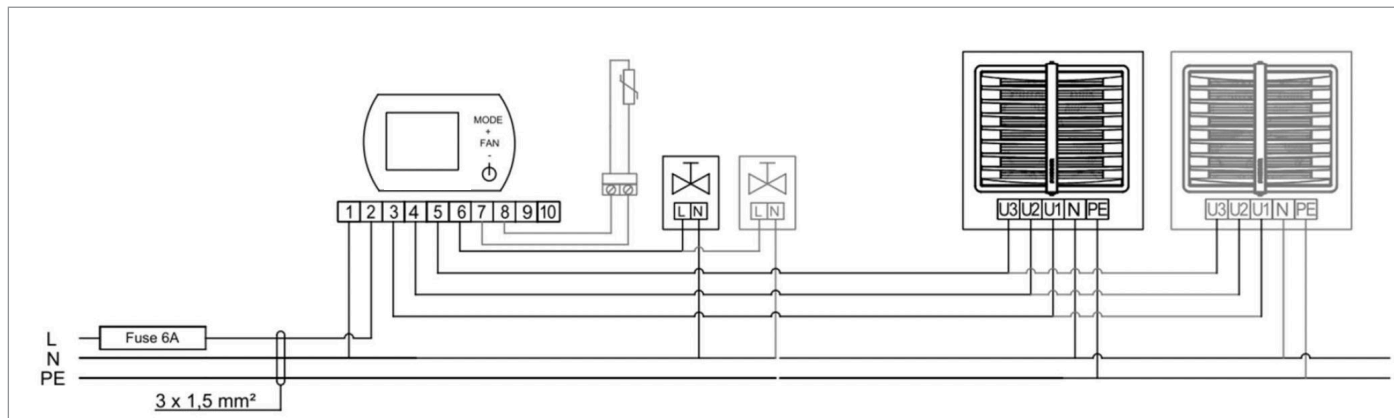 MODE
+
FAN
-
1 2 3 4 5 6 7 8 9 10
L N
L N
U3 U2 U1 N PE
U3 U2 U1 N PE
L
Fuse 6A
N
PE
3 x 1,5 mm²